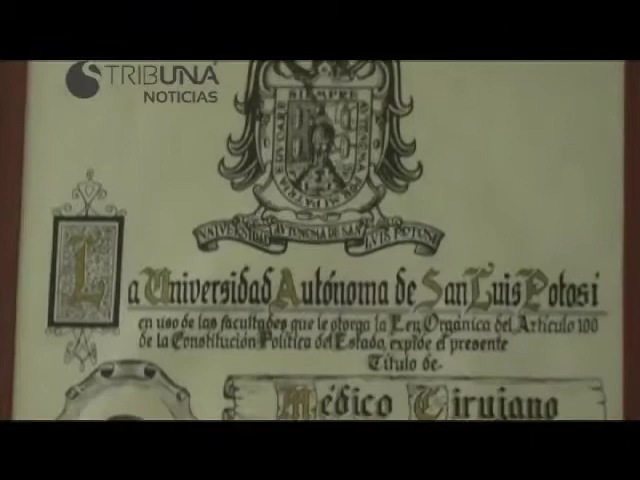 TRIBUNA
NOTICIAS
SIEMPRE AUTONOMA
UNIVERSIDAD AUTONOMA DE SAN LUIS POTOSI
La Universidad Autónoma de San Luis Potosi
en uso de las facultades que le otorga la Ley Orgánica del Artículo 100
de la Constitución Política del Estado, expide el presente
Título de-
Médico Cirujano